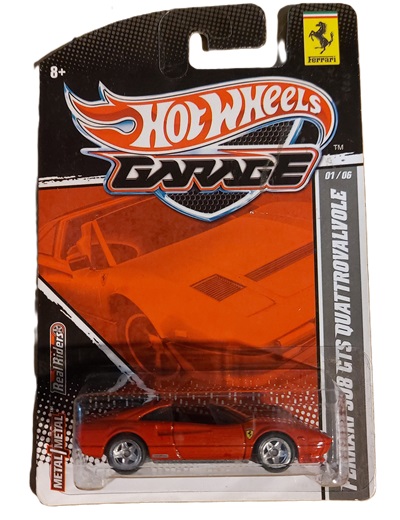 8+
Ferrari
HOT WHEELS
TM
GARAGE
01/06
FERRARI 308 GTS QUATTROVALVOLE
METAL/METAL
Real Riders